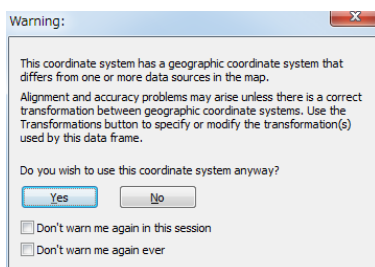 Warning:
This coordinate system has a geographic coordinate system that
differs from one or more data sources in the map.
Alignment and accuracy problems may arise unless there is a correct
transformation between geographic coordinate systems. Use the
Transformations button to specify or modify the transformation(s)
used by this data frame.
Do you wish to use this coordinate system anyway?
Yes No
Don't warn me again in this session
Don't warn me again ever